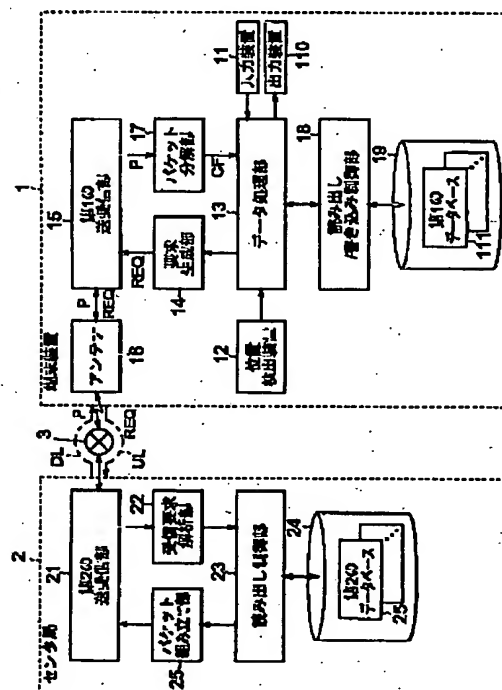 1
端末装置
11
入力装置
出力装置
110
15
第1の
送受信部
P
17
パケット
分解部
CF
REQ
要求
生成部
14
13
データ処理部
18
読み出し
/書き込み制御部
19
第1の
データベース
111
P
REQ
アンテナ
16
12
位置
検出装置
3
P
DL
UL
REQ
2
センタ局
21
第2の
送受信部
22
受信要求
解析部
パケット
組み立て部
25
23
読み出し制御部
24
第2の
データベース
25